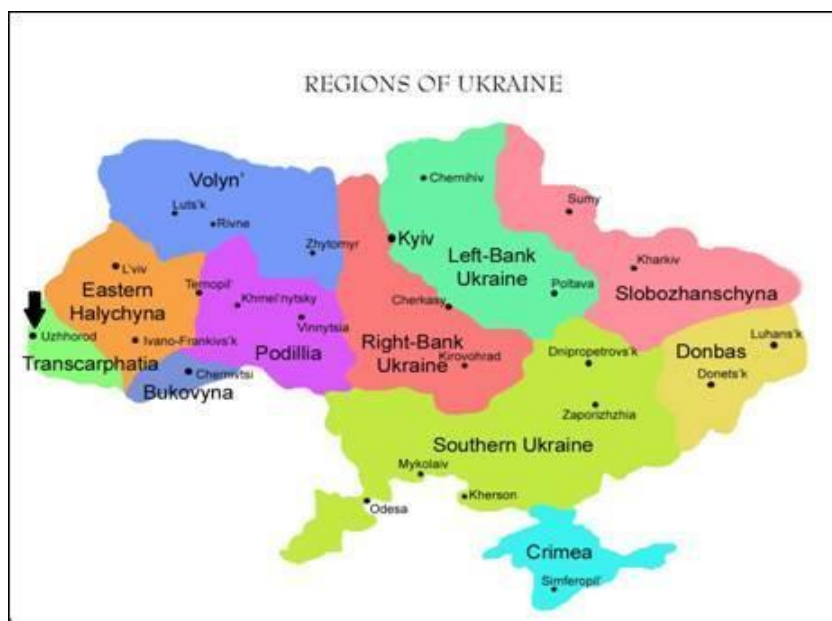 REGIONS OF UKRAINE
Volyn'
Luts'k
Rivne
Zhytomyr
Chernihiv
Kyiv
Left-Bank
Ukraine
Poltava
Sumy
Kharkiv
Slobozhanschyna
L'viv
Eastern
Halychyna
Ternopil'
Ivano-Frankivs'k
Uzhhorod
Transcarphatia
Chernivtsi
Bukovyna
Khmel'nytsky
Vinnytsia
Podillia
Cherkasy
Right-Bank
Ukraine
Kirovohrad
Dnipropetrovs'k
Zaporizhzhia
Southern Ukraine
Mykolaiv
Kherson
Odesa
Luhans'k
Donbas
Donets'k
Crimea
Simferopil'